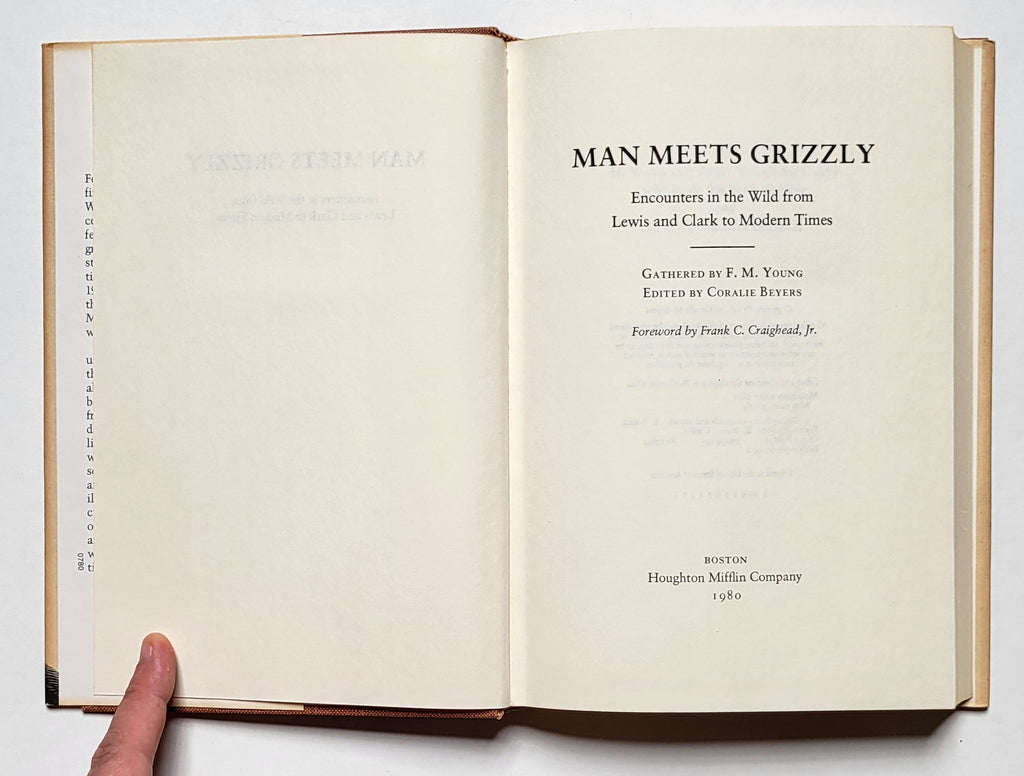 MAN MEETS GRIZZLY
Encounters in the Wild from
Lewis and Clark to Modern Times
GATHERED BY F. M. YOUNG
EDITED BY CORALIE BEYERS
Foreword by Frank C. Craighead, Jr.
BOSTON
Houghton Mifflin Company
1980
0780